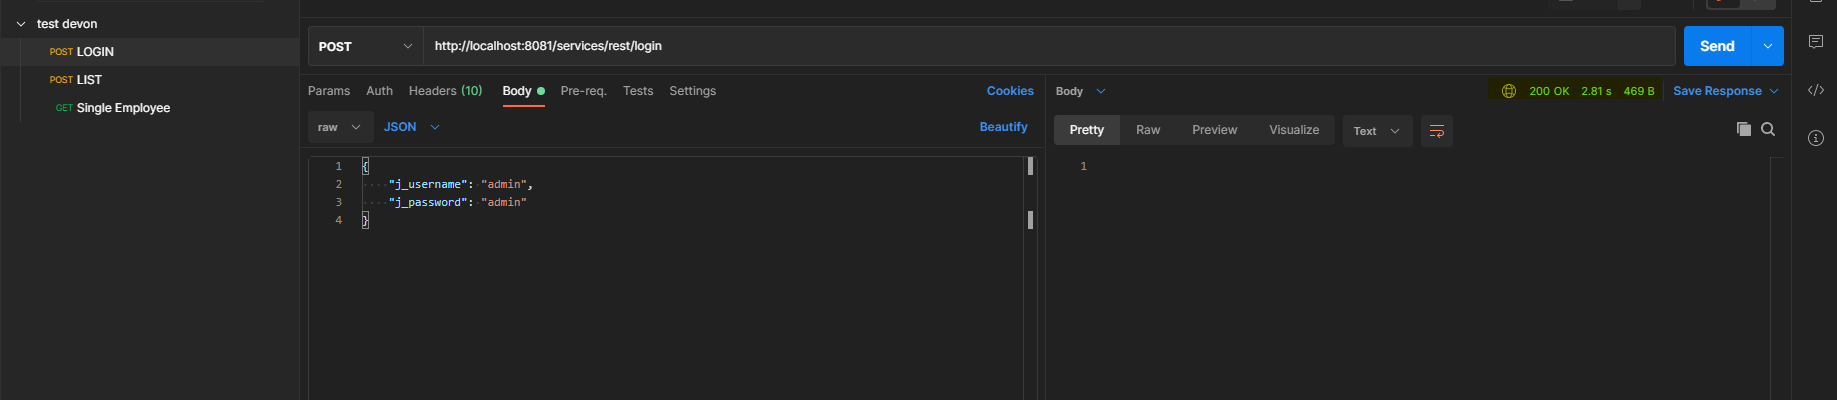 test devon
POST LOGIN
POST LIST
GET Single Employee
POST
http://localhost:8081/services/rest/login
Send
Params Auth Headers (10) Body Pre-req. Tests Settings Cookies
raw JSON Beautify
1 {
2 "j_username": "admin",
3 "j_password": "admin"
4 }
Body 200 OK 2.81 s 469 B Save Response
Pretty Raw Preview Visualize Text
1